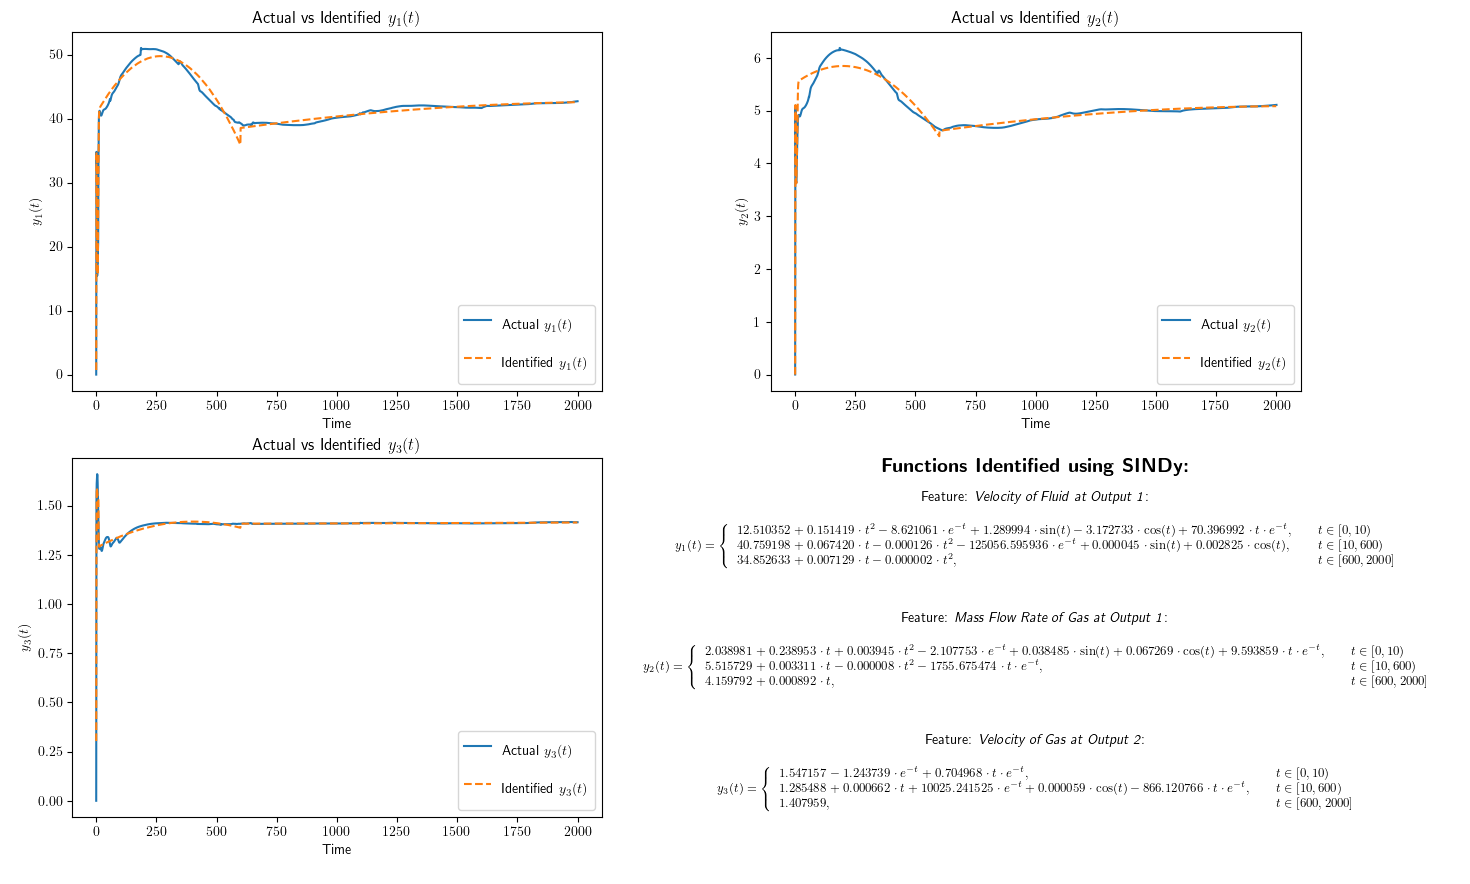 Actual vs Identified y₁(t)
50
40
30
20
10
0
y₁(t)
0 250 500 750 1000 1250 1500 1750 2000
Time
Actual y₁(t)
Identified y₁(t)
Actual vs Identified y₂(t)
6
5
4
3
2
1
0
y₂(t)
0 250 500 750 1000 1250 1500 1750 2000
Time
Actual y₂(t)
Identified y₂(t)
Actual vs Identified y₃(t)
1.50
1.25
1.00
0.75
0.50
0.25
0.00
y₃(t)
0 250 500 750 1000 1250 1500 1750 2000
Time
Actual y₃(t)
Identified y₃(t)
Functions Identified using SINDy:
Feature: Velocity of Fluid at Output 1:
12.510352 + 0.151419 · t² − 8.621061 · e⁻ᵗ + 1.289994 · sin(t) − 3.172733 · cos(t) + 70.396992 · t · e⁻ᵗ, t ∈ [0, 10)
y₁(t) = { 40.759198 + 0.067420 · t − 0.000126 · t² − 125056.595936 · e⁻ᵗ + 0.000045 · sin(t) + 0.002825 · cos(t), t ∈ [10, 600)
34.852633 + 0.007129 · t − 0.000002 · t², t ∈ [600, 2000]
Feature: Mass Flow Rate of Gas at Output 1:
2.038981 + 0.238953 · t + 0.003945 · t² − 2.107753 · e⁻ᵗ + 0.038485 · sin(t) + 0.067269 · cos(t) + 9.593859 · t · e⁻ᵗ, t ∈ [0, 10)
y₂(t) = { 5.515729 + 0.003311 · t − 0.000008 · t² − 1755.675474 · t · e⁻ᵗ, t ∈ [10, 600)
4.159792 + 0.000892 · t, t ∈ [600, 2000]
Feature: Velocity of Gas at Output 2:
1.547157 − 1.243739 · e⁻ᵗ + 0.704968 · t · e⁻ᵗ, t ∈ [0, 10)
y₃(t) = { 1.285488 + 0.000662 · t + 10025.241525 · e⁻ᵗ + 0.000059 · cos(t) − 866.120766 · t · e⁻ᵗ, t ∈ [10, 600)
1.407959, t ∈ [600, 2000]